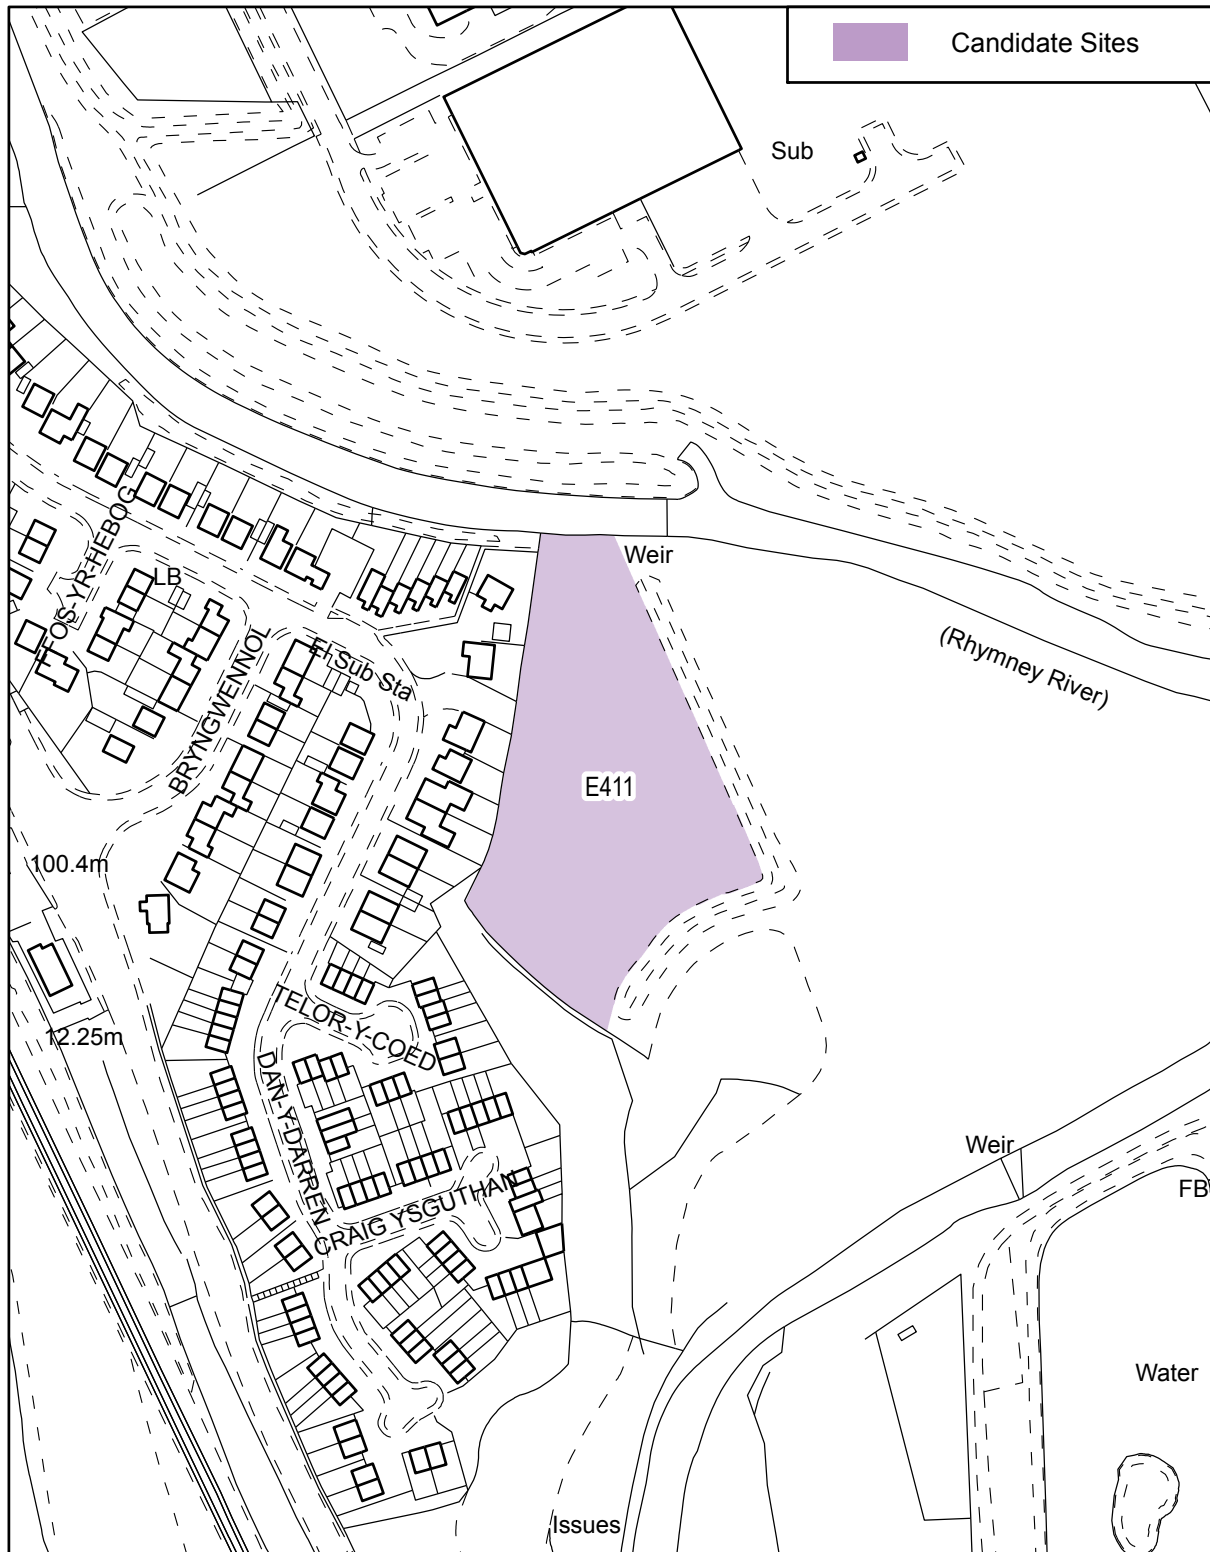 Candidate Sites
Sub
Weir
FFOS-YR-HEBOG
LB
BRYNGWENNOL
El Sub Sta
(Rhymney River)
E411
100.4m
12.25m
TELOR-Y-COED
DAN-Y-DARREN
CRAIG YSGUTHAN
Weir
FB
Water
Issues